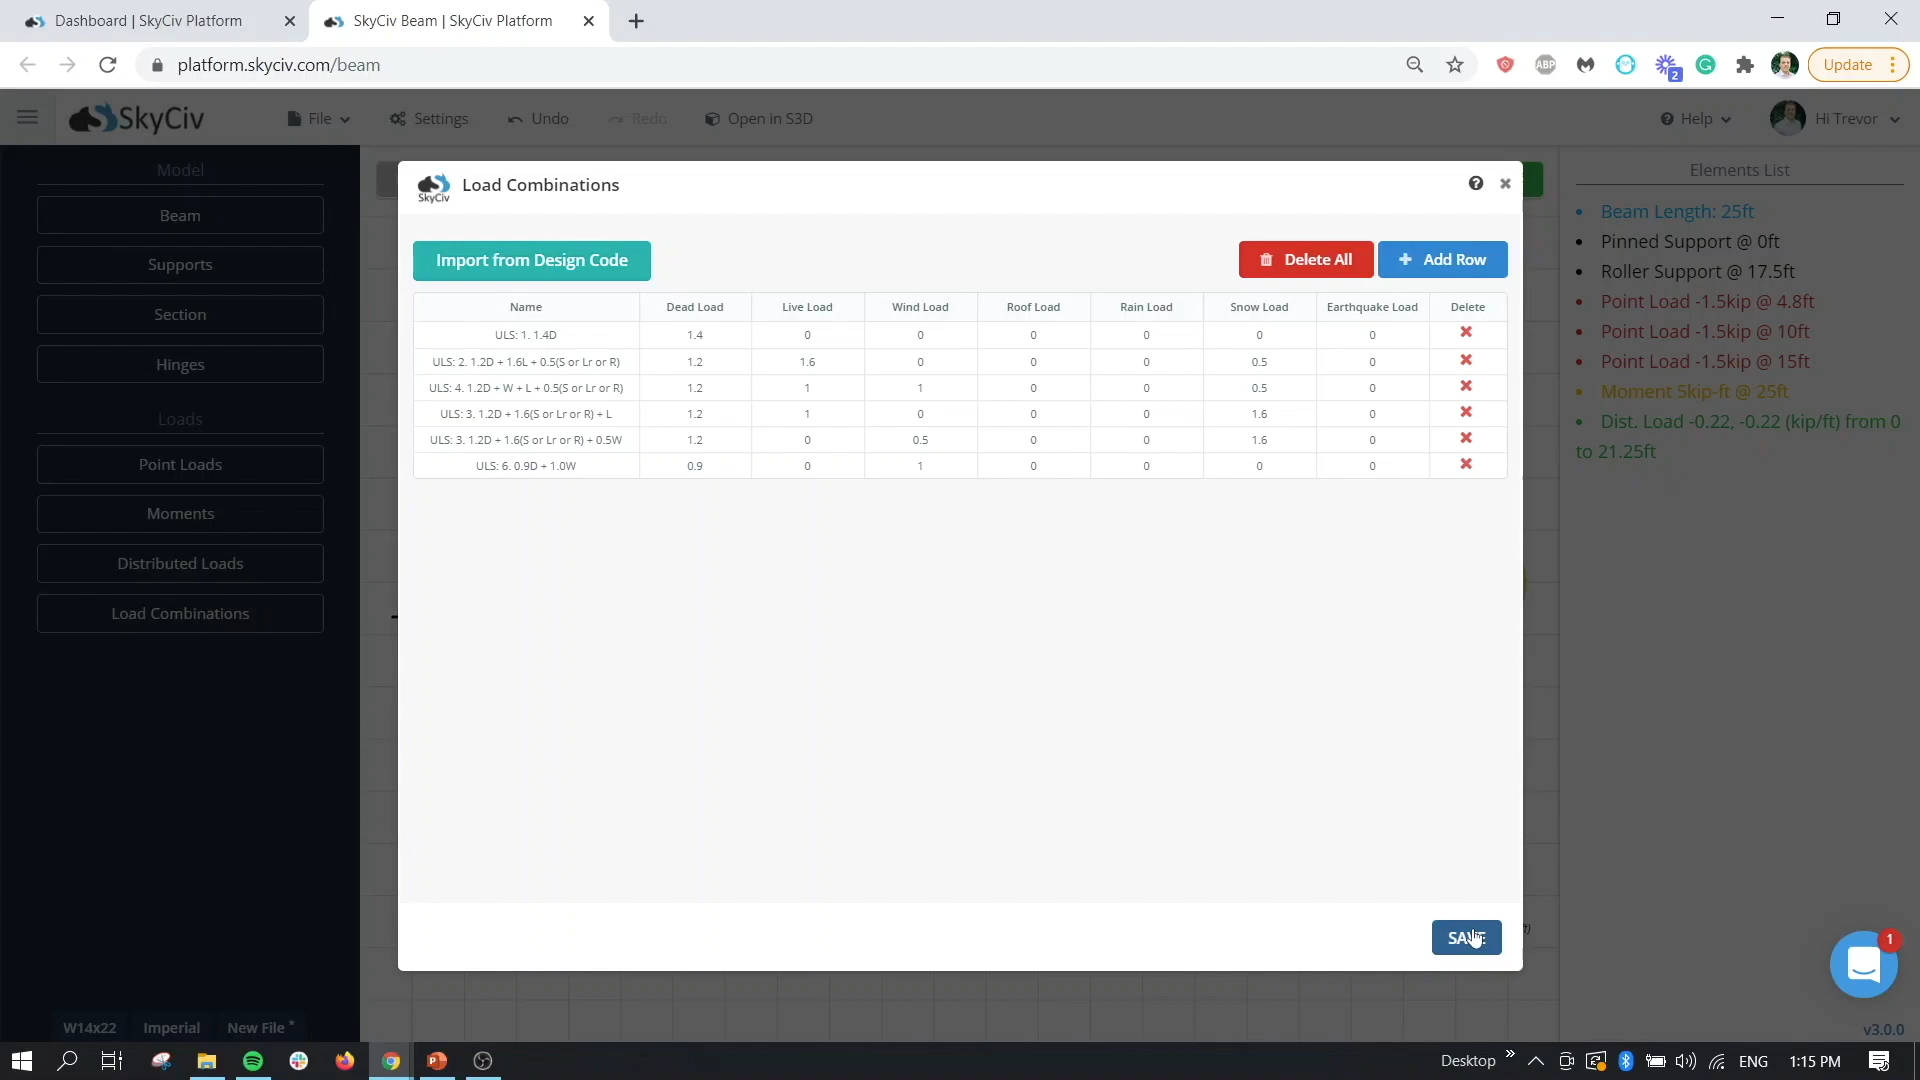 Dashboard | SkyCiv Platform
SkyCiv Beam | SkyCiv Platform
platform.skyciv.com/beam
ABP
2
Update
SkyCiv
File
Settings
Undo
Redo
Open in S3D
Help
Hi Trevor
Model
Beam
Supports
Section
Hinges
Loads
Point Loads
Moments
Distributed Loads
Load Combinations
W14x22 Imperial New File *
SkyCiv
Load Combinations
Import from Design Code
Delete All
Add Row
Name Dead Load Live Load Wind Load Roof Load Rain Load Snow Load Earthquake Load Delete
ULS: 1. 1.4D 1.4 0 0 0 0 0 0
ULS: 2. 1.2D + 1.6L + 0.5(S or Lr or R) 1.2 1.6 0 0 0 0.5 0
ULS: 4. 1.2D + W + L + 0.5(S or Lr or R) 1.2 1 1 0 0 0.5 0
ULS: 3. 1.2D + 1.6(S or Lr or R) + L 1.2 1 0 0 0 1.6 0
ULS: 3. 1.2D + 1.6(S or Lr or R) + 0.5W 1.2 0 0.5 0 0 1.6 0
ULS: 6. 0.9D + 1.0W 0.9 0 1 0 0 0 0
SAVE
Elements List
Beam Length: 25ft
Pinned Support @ 0ft
Roller Support @ 17.5ft
Point Load -1.5kip @ 4.8ft
Point Load -1.5kip @ 10ft
Point Load -1.5kip @ 15ft
Moment 5kip-ft @ 25ft
Dist. Load -0.22, -0.22 (kip/ft) from 0
to 21.25ft
1
v3.0.0
Desktop
ENG
1:15 PM